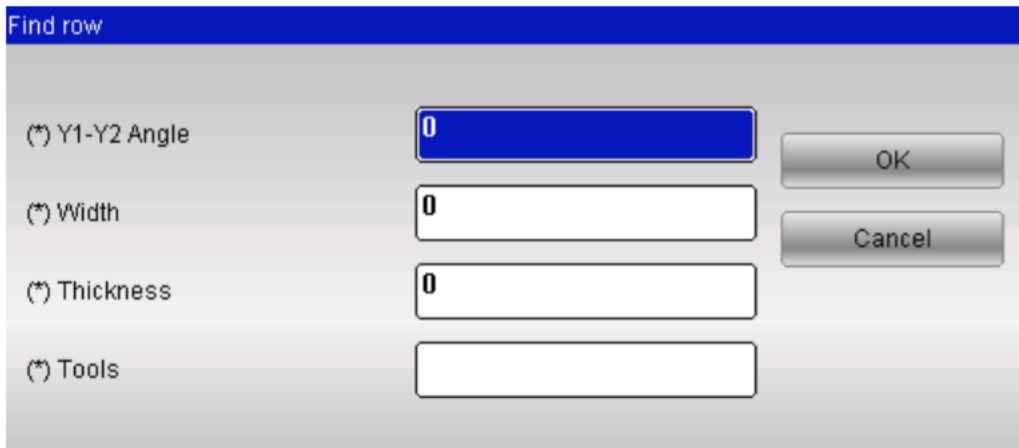 Find row
(*) Y1-Y2 Angle
0
OK
(*) Width
0
Cancel
(*) Thickness
0
(*) Tools